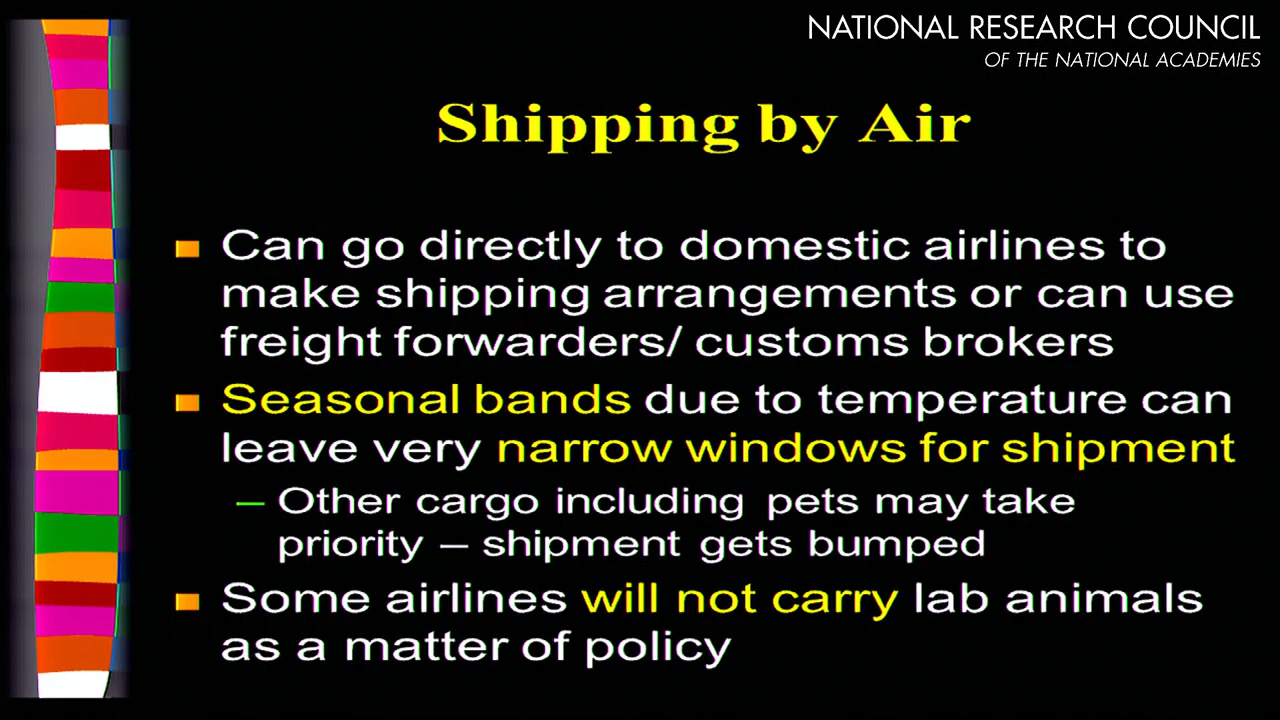 NATIONAL RESEARCH COUNCIL
OF THE NATIONAL ACADEMIES
Shipping by Air
Can go directly to domestic airlines to
make shipping arrangements or can use
freight forwarders/ customs brokers
Seasonal bands due to temperature can
leave very narrow windows for shipment
– Other cargo including pets may take
priority – shipment gets bumped
Some airlines will not carry lab animals
as a matter of policy